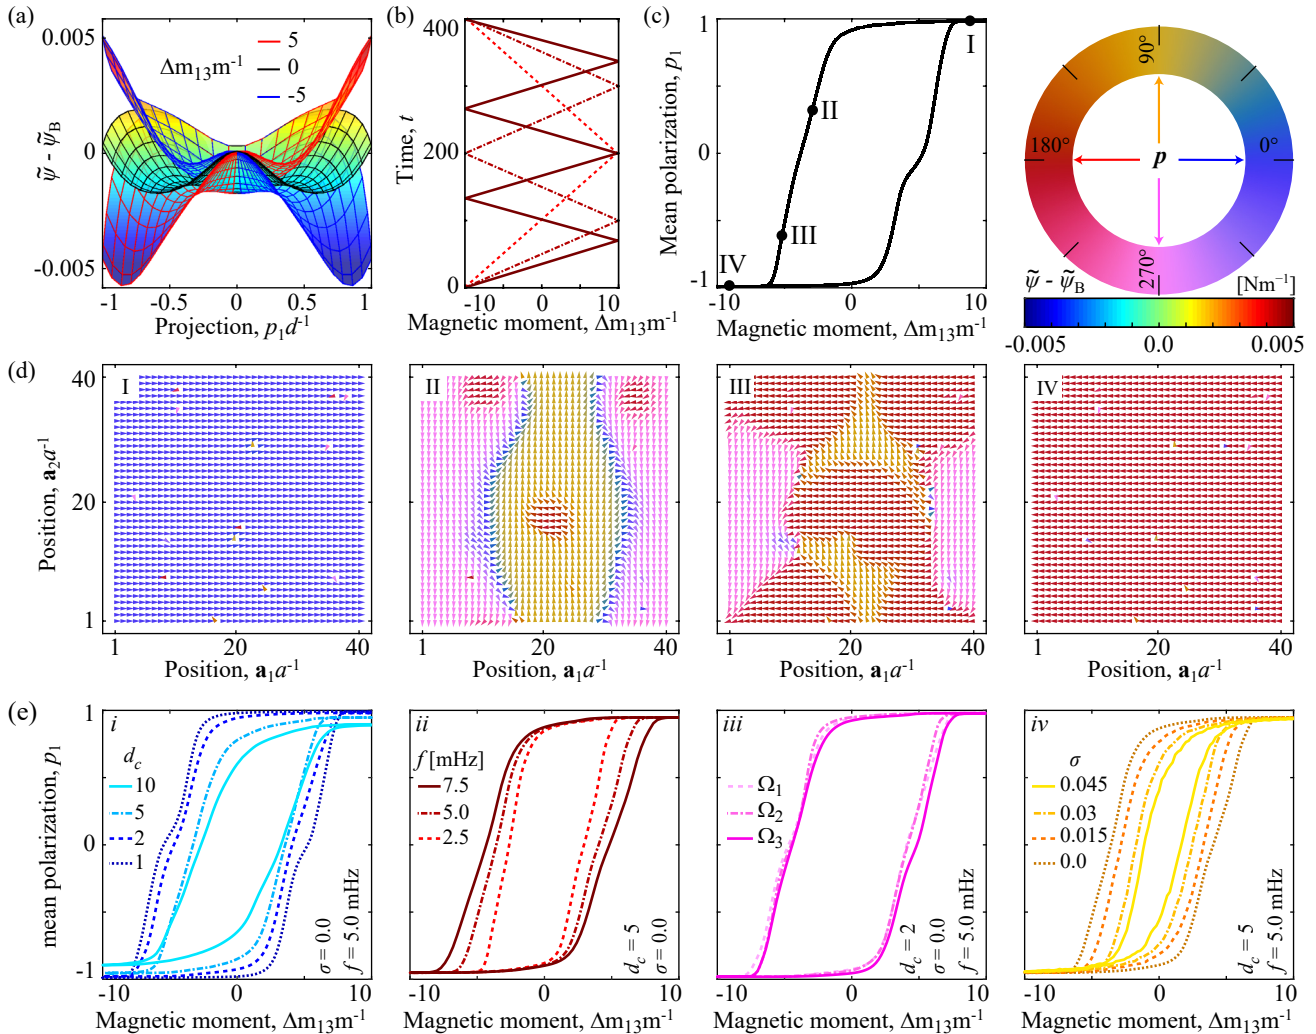 (a)
0.005
0
-0.005
ψ̃ - ψ̃B
Δm13m-1
5
0
-5
-1 -0.5 0 0.5 1
Projection, p1d-1
(b)
400
200
0
Time, t
-10 0 10
Magnetic moment, Δm13m-1
(c)
1
0
-1
Mean polarization, p1
I
II
III
IV
-10 0 10
Magnetic moment, Δm13m-1
90°
180°
0°
270°
p
ψ̃ - ψ̃B [Nm-1]
-0.005 0.0 0.005
(d)
40
20
1
Position, a2a-1
I
1 20 40
Position, a1a-1
II
1 20 40
Position, a1a-1
III
1 20 40
Position, a1a-1
IV
1 20 40
Position, a1a-1
(e)
1
0
-1
mean polarization, p1
i
dc
10
5
2
1
σ = 0.0
f = 5.0 mHz
-10 0 10
Magnetic moment, Δm13m-1
ii
f [mHz]
7.5
5.0
2.5
dc = 5
σ = 0.0
-10 0 10
Magnetic moment, Δm13m-1
iii
Ω1
Ω2
Ω3
dc = 2
σ = 0.0
f = 5.0 mHz
-10 0 10
Magnetic moment, Δm13m-1
iv
σ
0.045
0.03
0.015
0.0
dc = 5
f = 5.0 mHz
-10 0 10
Magnetic moment, Δm13m-1